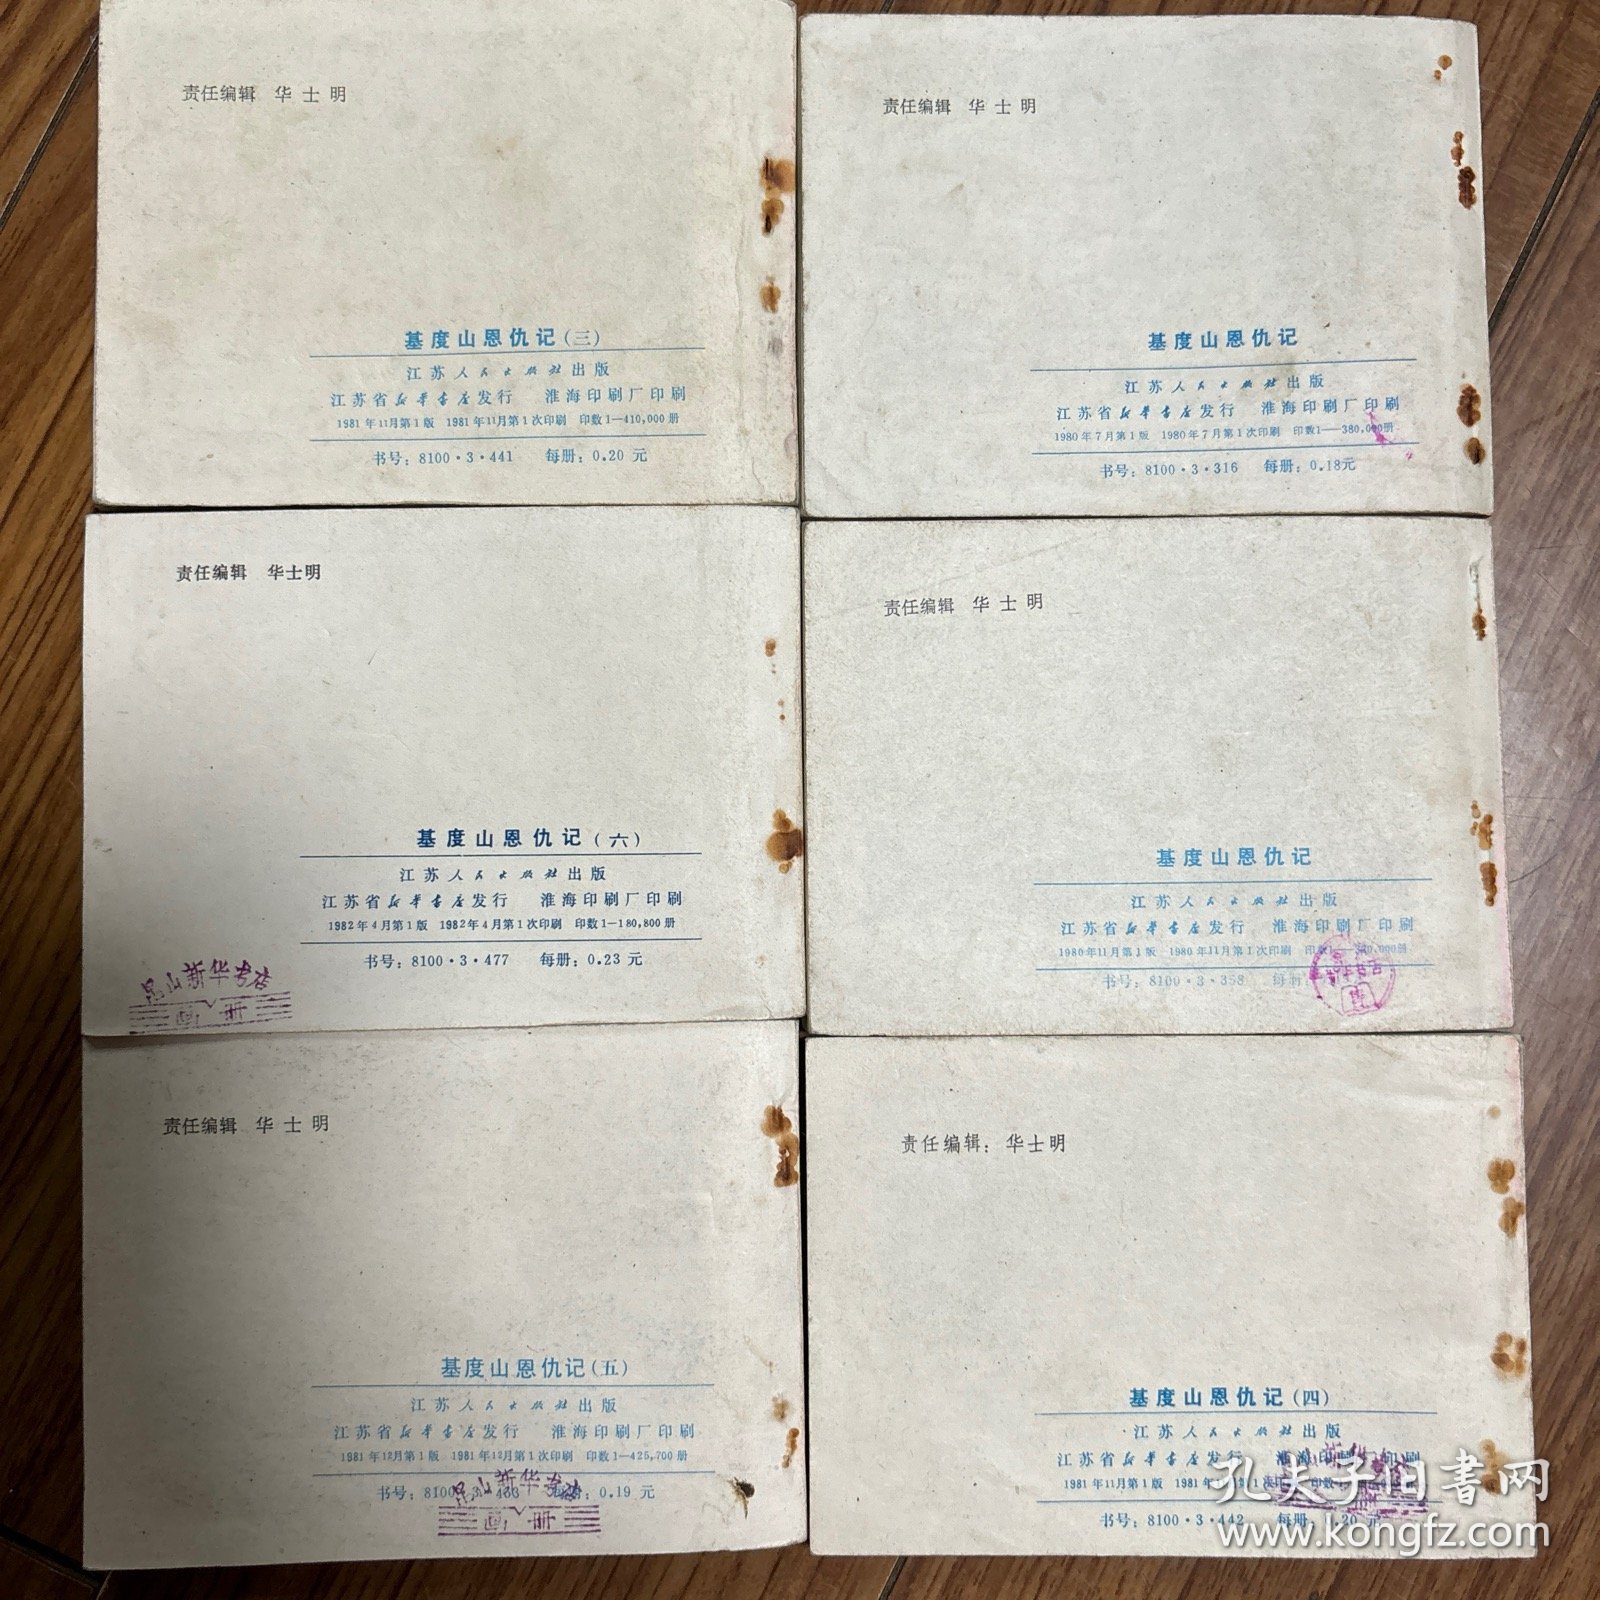 责任编辑 华士明
基度山恩仇记(三)
江苏人民出版社出版
江苏省新华书店发行 淮海印刷厂印刷
1981年11月第1版 1981年11月第1次印刷 印数1—410,000册
书号：8100·3·441 每册：0.20元
责任编辑 华士明
基度山恩仇记
江苏人民出版社出版
江苏省新华书店发行 淮海印刷厂印刷
1980年7月第1版 1980年7月第1次印刷 印数1—380,000册
书号：8100·3·316 每册：0.18元
责任编辑 华士明
基度山恩仇记(六)
江苏人民出版社出版
江苏省新华书店发行 淮海印刷厂印刷
1982年4月第1版 1982年4月第1次印刷 印数1—180,800册
书号：8100·3·477 每册：0.23元
昆山新华书店
责任编辑 华士明
基度山恩仇记
江苏人民出版社出版
江苏省新华书店发行 淮海印刷厂印刷
1980年11月第1版 1980年11月第1次印刷
书号：8100·3·358 每册
责任编辑 华士明
基度山恩仇记(五)
江苏人民出版社出版
江苏省新华书店发行 淮海印刷厂印刷
1981年12月第1版 1981年12月第1次印刷 印数1—425,700册
书号：8100 0.19元
昆山新华书店
责任编辑：华士明
基度山恩仇记(四)
江苏人民出版社出版
江苏省新华书店发行 淮海印刷厂印刷
1981年11月第1版 1981年
书号：8100·3·442 每册
孔夫子旧书网
www.kongfz.com